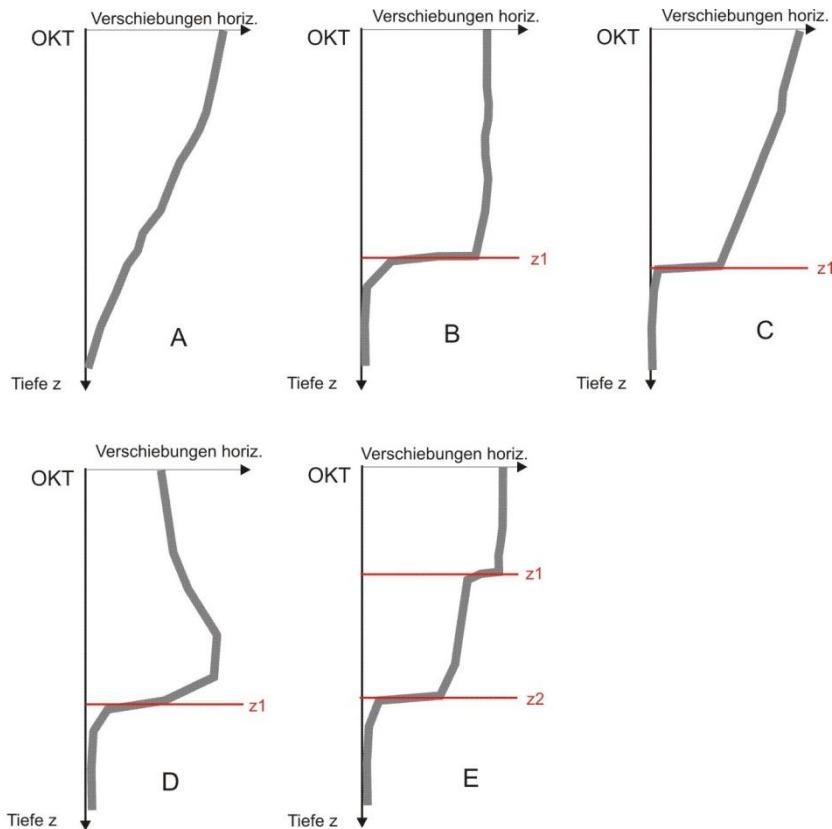 Verschiebungen horiz.
OKT
A
Tiefe z
Verschiebungen horiz.
OKT
z1
B
Tiefe z
Verschiebungen horiz.
OKT
z1
C
Tiefe z
Verschiebungen horiz.
OKT
z1
D
Tiefe z
Verschiebungen horiz.
OKT
z1
z2
E
Tiefe z